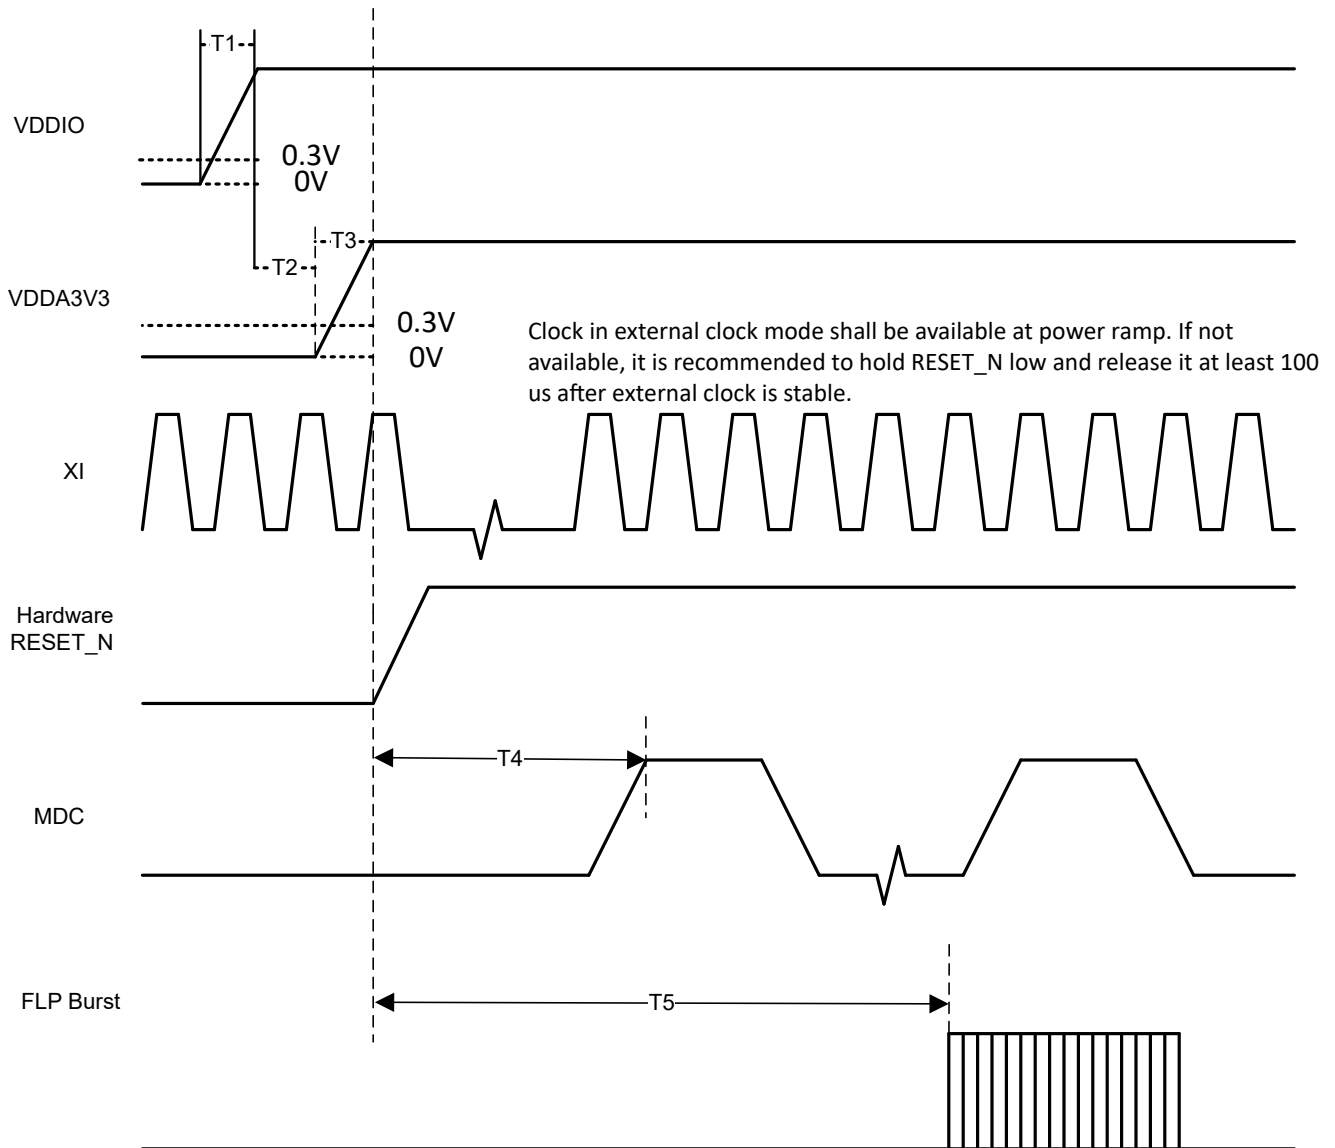 T1
VDDIO
0.3V
0V
T3
T2
VDDA3V3
0.3V
0V
Clock in external clock mode shall be available at power ramp. If not
available, it is recommended to hold RESET_N low and release it at least 100
us after external clock is stable.
XI
Hardware
RESET_N
T4
MDC
FLP Burst
T5